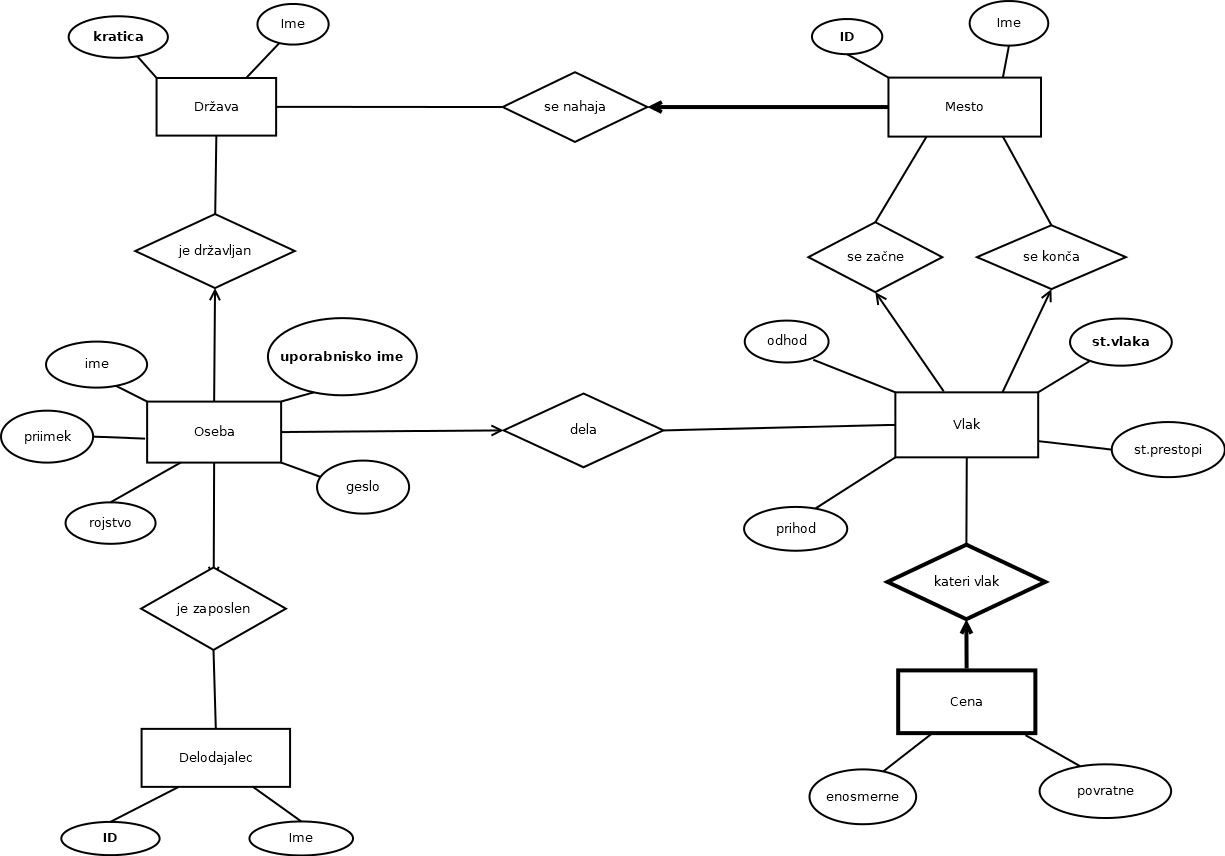 kratica
Ime
ID
Ime
Država
se nahaja
Mesto
je državljan
se začne
se konča
ime
uporabnisko ime
odhod
st.vlaka
priimek
Oseba
dela
Vlak
st.prestopi
geslo
rojstvo
prihod
je zaposlen
kateri vlak
Cena
Delodajalec
enosmerne
povratne
ID
Ime